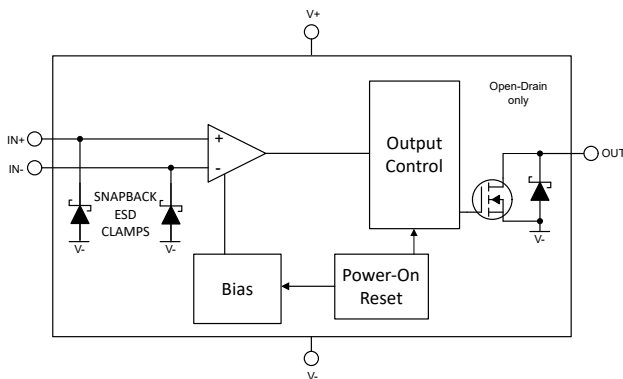 V+
Open-Drain
only
IN+
IN-
+
-
Output
Control
OUT
SNAPBACK
ESD
CLAMPS
V-
V-
V-
Bias
Power-On
Reset
V-